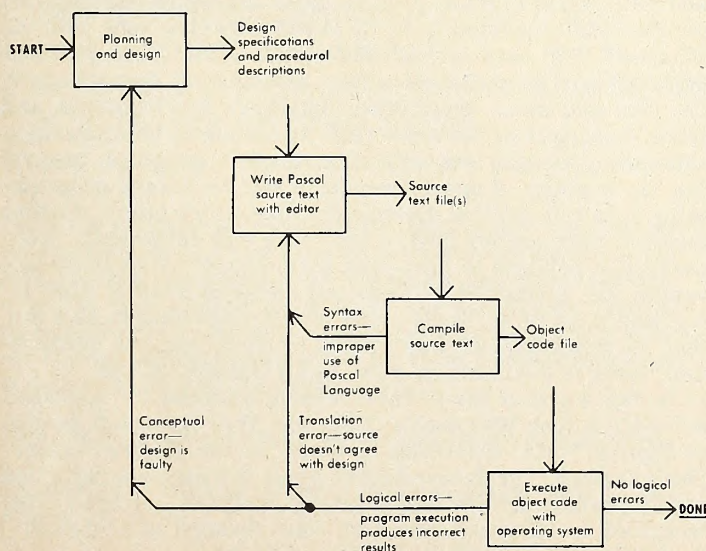 START
Planning
ond design
Design
specifications
and procedural
descriptions
Write Pascol
source text
with editor
Source
text file(s)
Syntax
errors—
improper
use of
Poscal
Language
Compile
source text
Object
code file
Conceptual
error—
design is
faulty
Translation
error—source
doesn't agree
with design
Logical errors—
program execution
produces incorrect
results
Execute
object code
with
operating system
No logical
errors
DONE